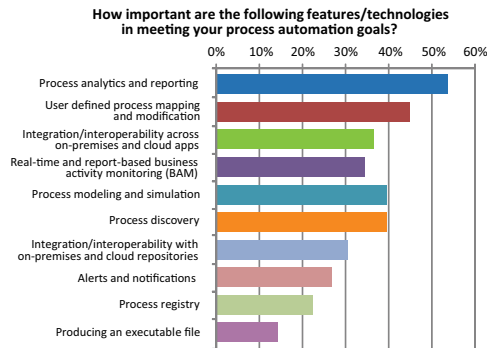 How important are the following features/technologies
in meeting your process automation goals?
0% 10% 20% 30% 40% 50% 60%
Process analytics and reporting
User defined process mapping
and modification
Integration/interoperability across
on-premises and cloud apps
Real-time and report-based business
activity monitoring (BAM)
Process modeling and simulation
Process discovery
Integration/interoperability with
on-premises and cloud repositories
Alerts and notifications
Process registry
Producing an executable file